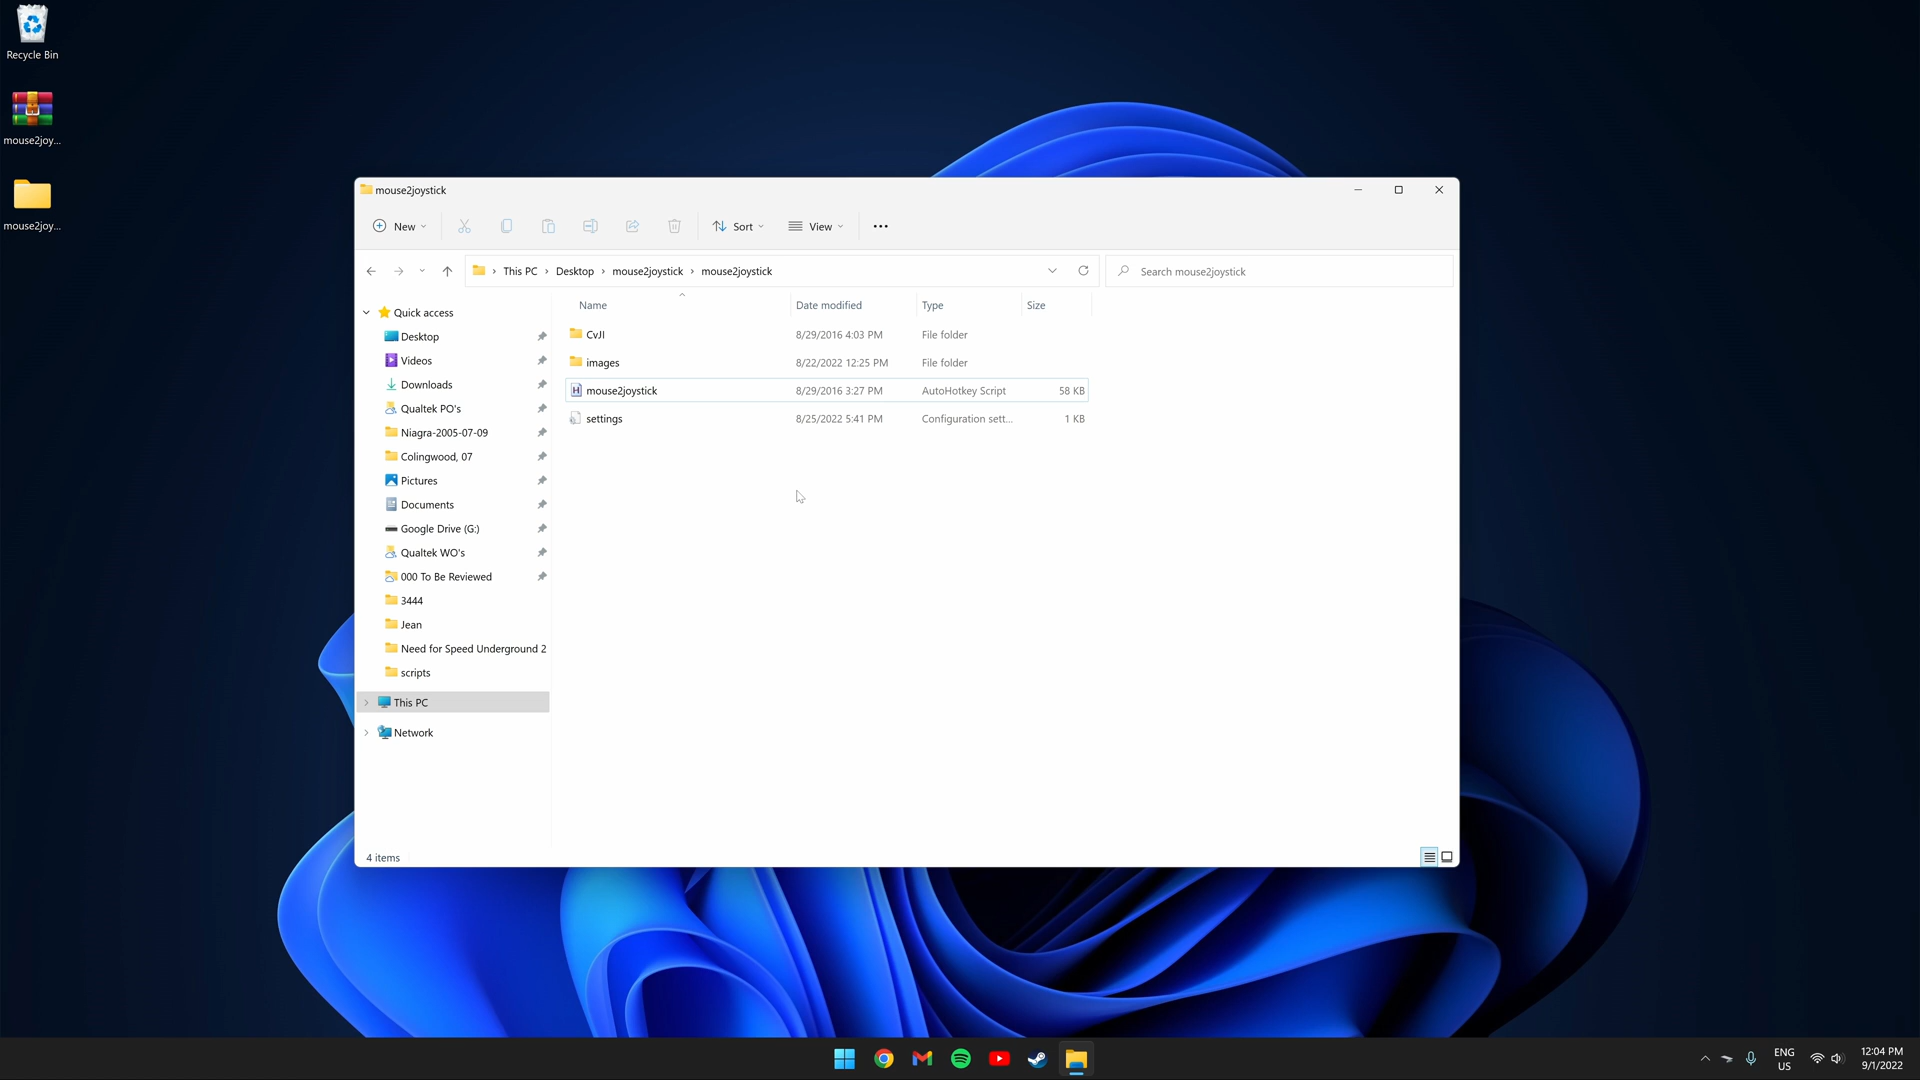 Recycle Bin
mouse2joy...
mouse2joy...
mouse2joystick
New
Sort
View
This PC
Desktop
mouse2joystick
mouse2joystick
Search mouse2joystick
Quick access
Desktop
Videos
Downloads
Qualtek PO's
Niagra-2005-07-09
Colingwood, 07
Pictures
Documents
Google Drive (G:)
Qualtek WO's
000 To Be Reviewed
3444
Jean
Need for Speed Underground 2
scripts
This PC
Network
Name Date modified Type Size
CvJI 8/29/2016 4:03 PM File folder
images 8/22/2022 12:25 PM File folder
mouse2joystick 8/29/2016 3:27 PM AutoHotkey Script 58 KB
settings 8/25/2022 5:41 PM Configuration sett... 1 KB
4 items
ENG
US
12:04 PM
9/1/2022